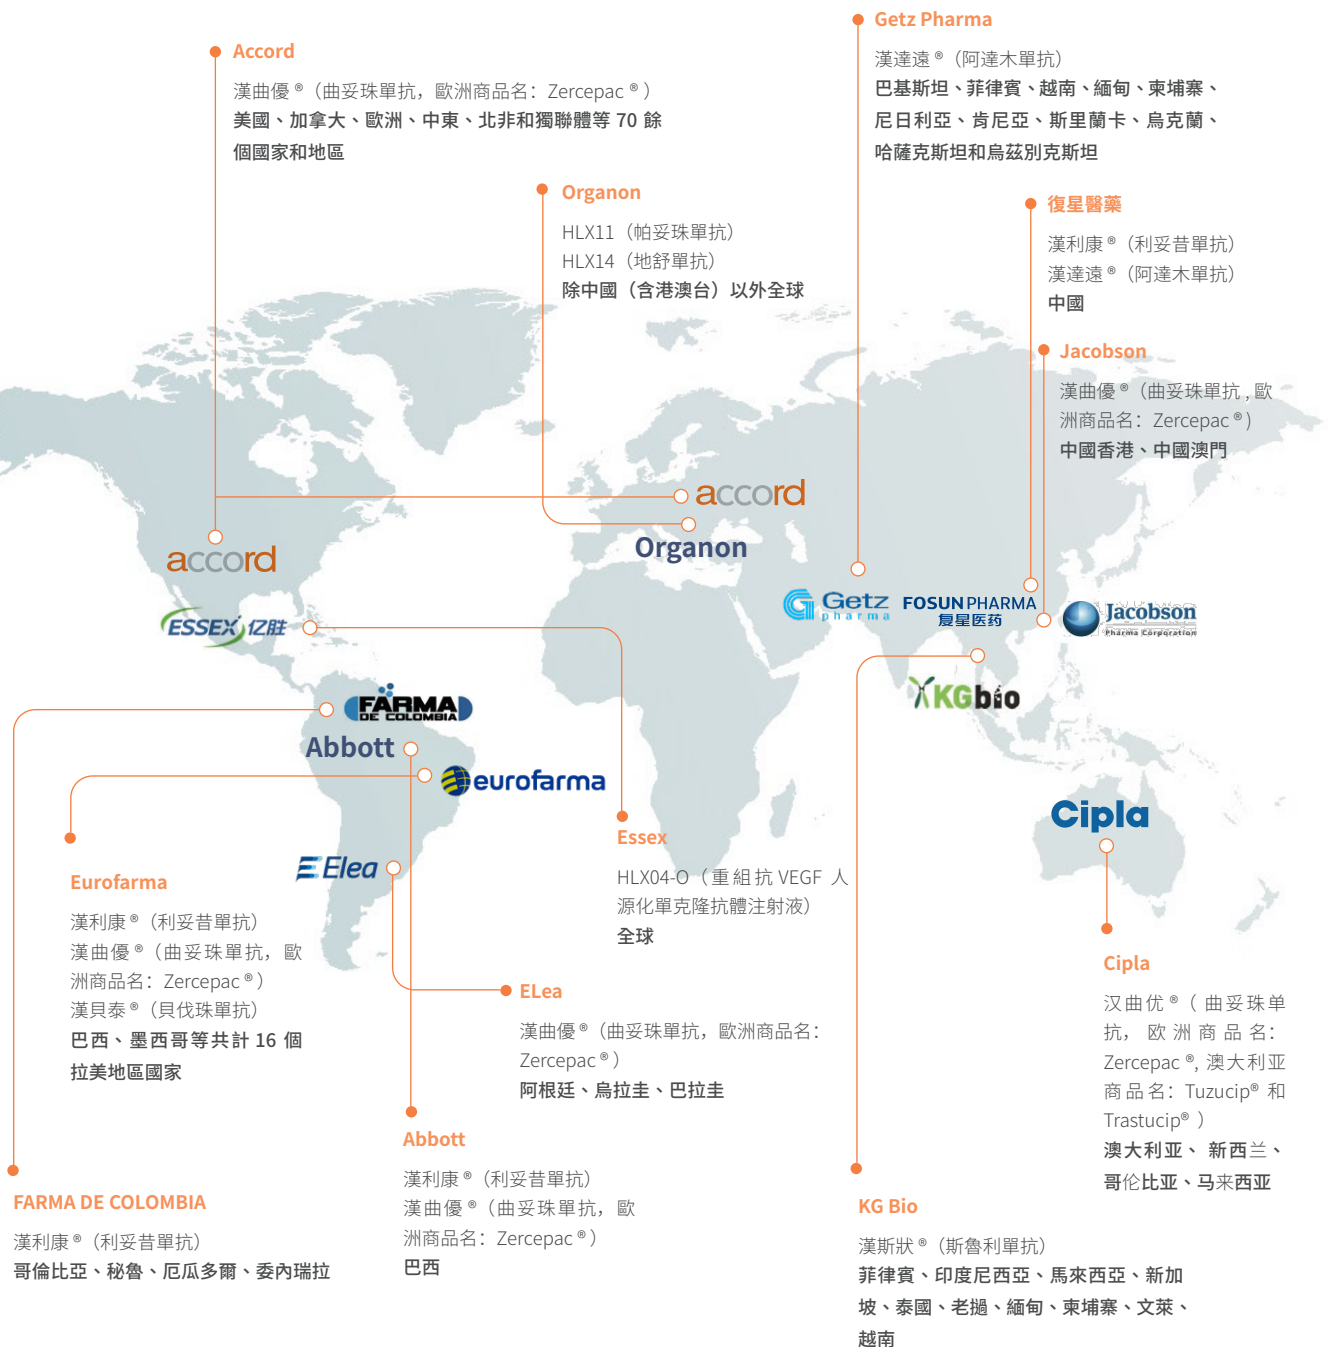 Getz Pharma
漢達遠®（阿達木單抗）
巴基斯坦、菲律賓、越南、緬甸、柬埔寨、
尼日利亞、肯尼亞、斯里蘭卡、烏克蘭、
哈薩克斯坦和烏茲別克斯坦
Accord
漢曲優®（曲妥珠單抗，歐洲商品名：Zercepac®）
美國、加拿大、歐洲、中東、北非和獨聯體等 70 餘
個國家和地區
Organon
HLX11（帕妥珠單抗）
HLX14（地舒單抗）
除中國（含港澳台）以外全球
復星醫藥
漢利康®（利妥昔單抗）
漢達遠®（阿達木單抗）
中國
Jacobson
漢曲優®（曲妥珠單抗 , 歐
洲商品名：Zercepac®)
中國香港、中國澳門
accord
Organon
accord
ESSEX 亿胜
Getz
pharma
FOSUN PHARMA
复星医药
Jacobson
Pharma Corporation
KGbio
FARMA
DE COLOMBIA
Abbott
eurofarma
Elea
Cipla
Essex
HLX04-O（重組抗 VEGF 人
源化單克隆抗體注射液）
全球
Eurofarma
漢利康®（利妥昔單抗）
漢曲優®（曲妥珠單抗，歐
洲商品名：Zercepac®）
漢貝泰®（貝伐珠單抗）
巴西、墨西哥等共計 16 個
拉美地區國家
ELea
漢曲優®（曲妥珠單抗，歐洲商品名：
Zercepac®）
阿根廷、烏拉圭、巴拉圭
Cipla
汉曲优®（ 曲妥珠单
抗， 欧洲商品名：
Zercepac®, 澳大利亚
商品名：Tuzucip® 和
Trastucip® ）
澳大利亚、 新西兰、
哥伦比亚、马来西亚
Abbott
漢利康®（利妥昔單抗）
漢曲優®（曲妥珠單抗，歐
洲商品名：Zercepac®）
巴西
FARMA DE COLOMBIA
漢利康®（利妥昔單抗）
哥倫比亞、秘魯、厄瓜多爾、委內瑞拉
KG Bio
漢斯狀®（斯魯利單抗）
菲律賓、印度尼西亞、馬來西亞、新加
坡、泰國、老撾、緬甸、柬埔寨、文萊、
越南